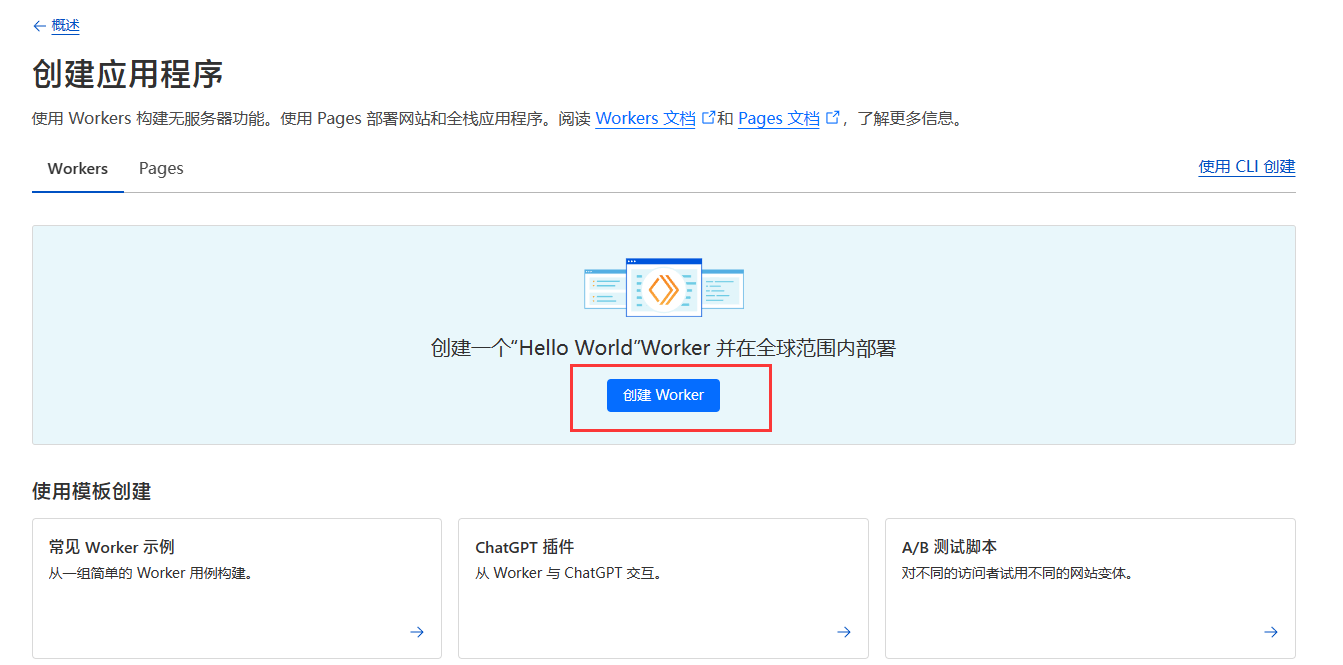 ← 概述
创建应用程序
使用 Workers 构建无服务器功能。使用 Pages 部署网站和全栈应用程序。阅读 Workers 文档 和 Pages 文档 ，了解更多信息。
Workers Pages 使用 CLI 创建
创建一个“Hello World”Worker 并在全球范围内部署
创建 Worker
使用模板创建
常见 Worker 示例
从一组简单的 Worker 用例构建。
ChatGPT 插件
从 Worker 与 ChatGPT 交互。
A/B 测试脚本
对不同的访问者试用不同的网站变体。